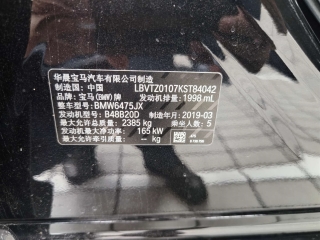 华晨宝马汽车有限公司制造
制造国：中国 LBVTZ0107KST84042
品牌：宝马(BMW)牌 发动机排量：1998 mL
整车型号：BMW6475JX
发动机型号：B48B20D 制造年月：2019-03
最大允许总质量：2385 kg 乘坐人数：5
发动机最大净功率：165 kW
最大允许牵引质量：-- kg